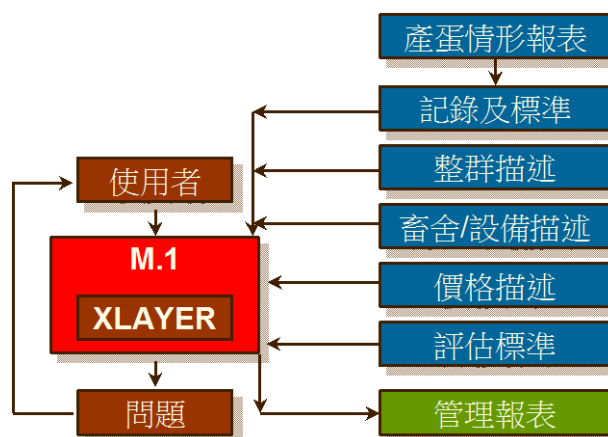 產蛋情形報表
記錄及標準
整群描述
使用者
畜舍/設備描述
M.1
XLAYER
價格描述
評估標準
問題
管理報表